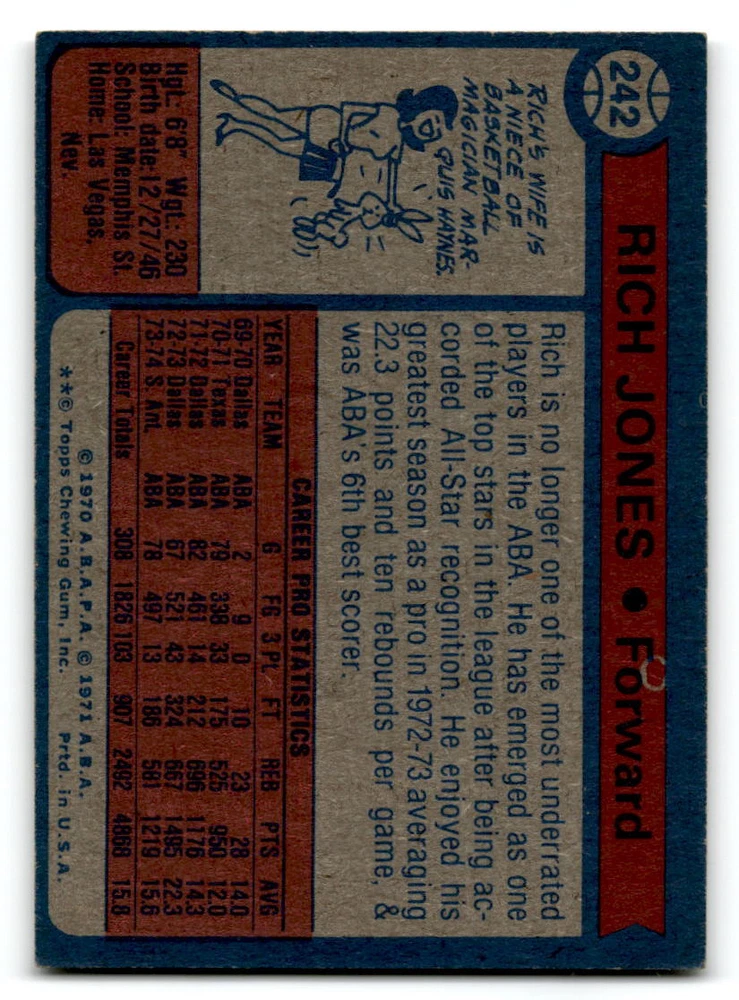 242
RICH JONES • Forward
RICH'S WIFE IS
A NIECE OF
BASKETBALL
MAGICIAN MAR-
QUIS HAYNES.
Hgt.: 6'8" Wgt.: 230
Birth date: 12/27/46
School: Memphis St.
Home: Las Vegas,
Nev.
Rich is no longer one of the most underrated
players in the ABA. He has emerged as one
of the top stars in the league after being ac-
corded All-Star recognition. He enjoyed his
greatest season as a pro in 1972-73 averaging
22.3 points and ten rebounds per game, &
was ABA's 6th best scorer.
CAREER PRO STATISTICS
YEAR TEAM G FG 3 Pt. FT REB PTS AVG
69-70 Dallas ABA 2 9 0 10 23 28 14.0
70-71 Texas ABA 79 336 33 175 525 950 12.0
71-72 Dallas ABA 82 461 14 212 696 1176 14.3
72-73 Dallas ABA 67 521 43 324 667 1495 22.3
73-74 S. Ant. ABA 78 497 13 186 581 1219 15.6
Career Totals 308 1826 103 907 2492 4868 15.8
© 1970 A.B.A.P.A. © 1971 A.B.A.
**© Topps Chewing Gum, Inc. Prtd. in U.S.A.